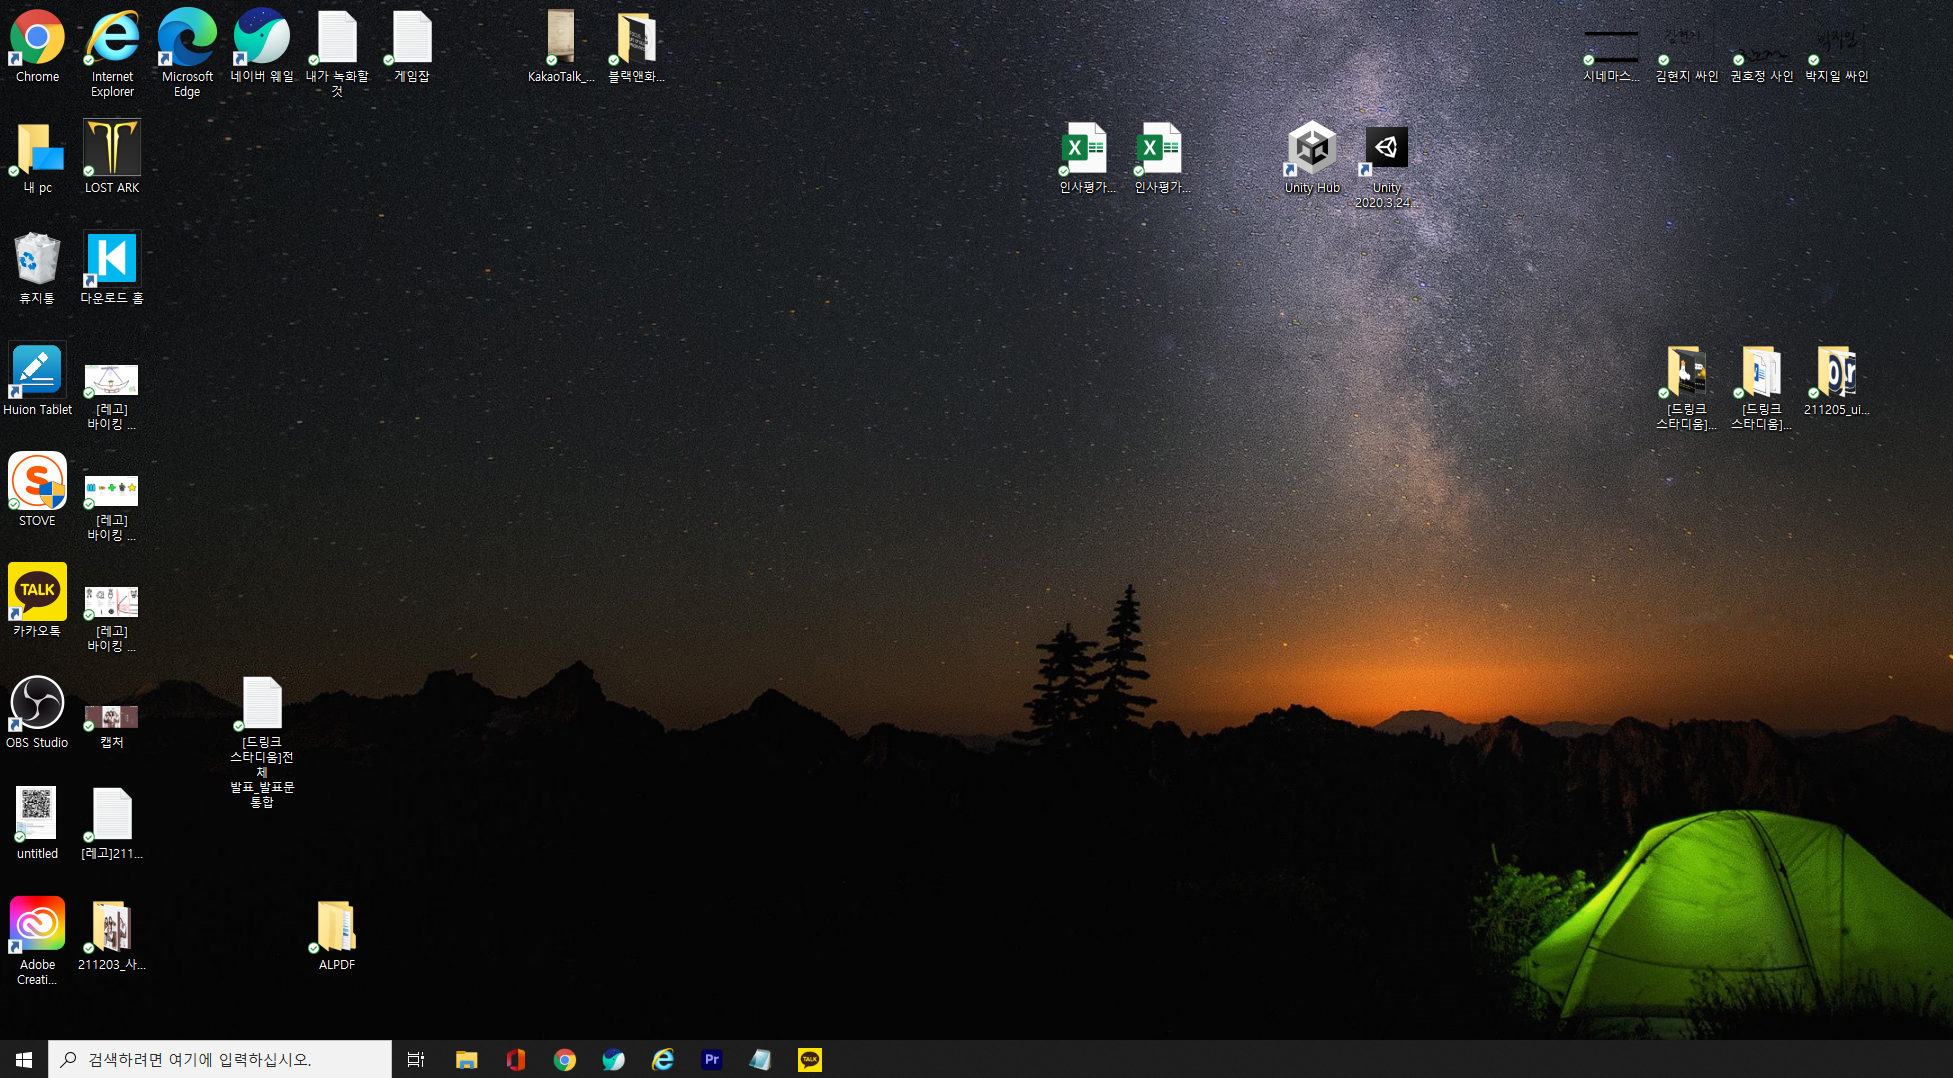 Chrome
Internet
Explorer
Microsoft
Edge
네이버 웨일
내가 녹화할
것
게임잡
KakaoTalk_...
블랙앤화...
시네마스...
김현지 싸인
권호정 사인
박지일 싸인
내 pc
LOST ARK
인사평가...
인사평가...
Unity Hub
Unity
2020.3.24...
휴지통
다운로드 홈
Huion Tablet
[레고]
바이킹 ...
[드링크
스타디움]...
[드링크
스타디움]...
211205_ui...
STOVE
[레고]
바이킹 ...
TALK
카카오톡
[레고]
바이킹 ...
OBS Studio
캡처
[드링크
스타디움]전
체
발표_발표문
통합
untitled
[레고]211...
Adobe
Creati...
211203_사...
ALPDF
검색하려면 여기에 입력하십시오.
Pr
TALK